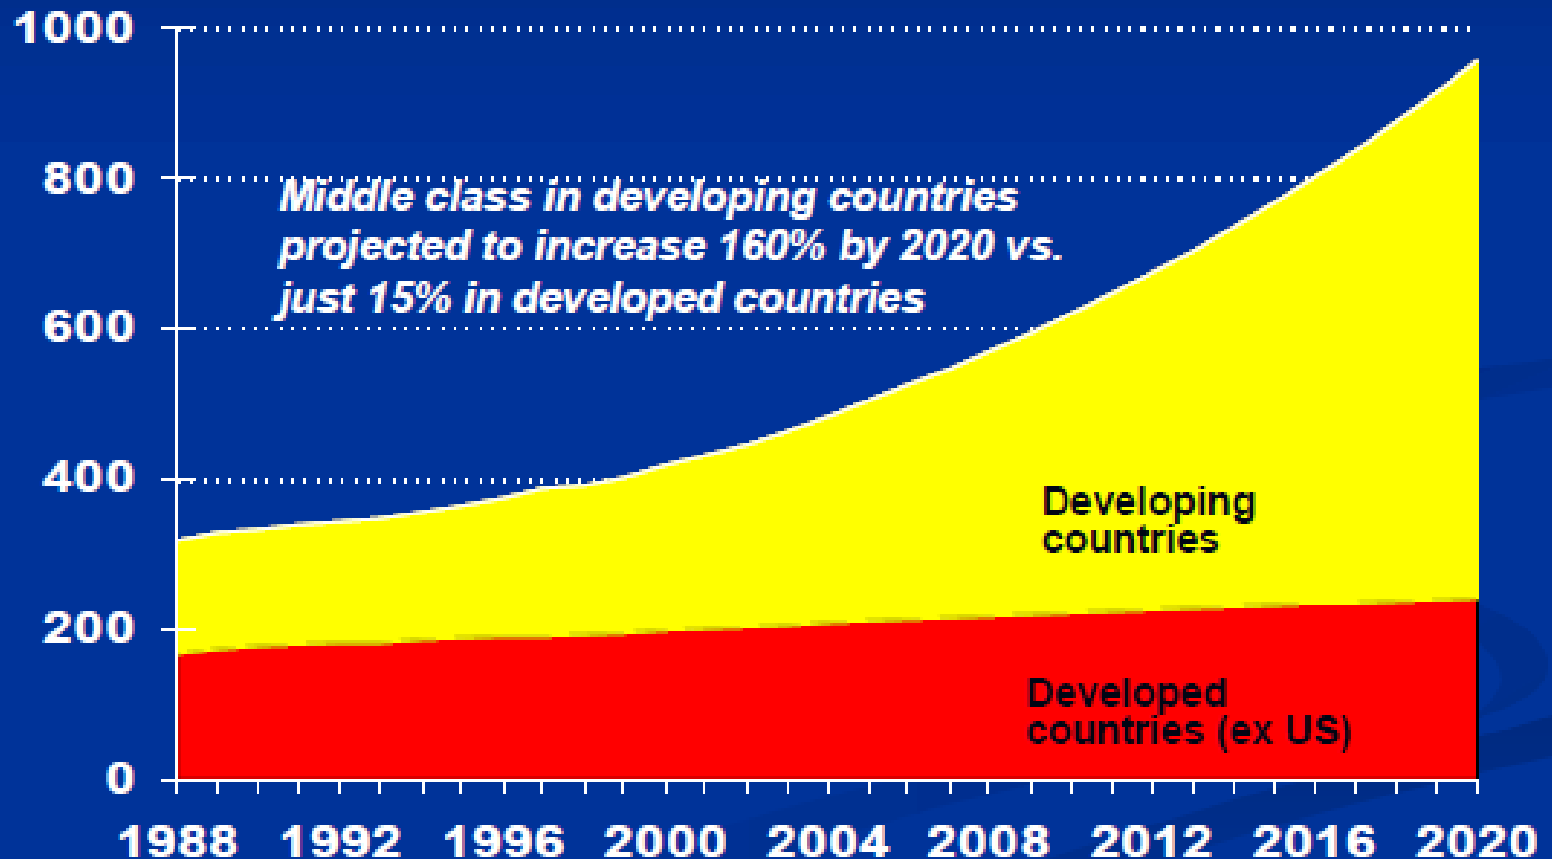 1000
800
Middle class in developing countries
projected to increase 160% by 2020 vs.
just 15% in developed countries
600
400
Developing
countries
200
Developed
countries (ex US)
0
1988 1992 1996 2000 2004 2008 2012 2016 2020